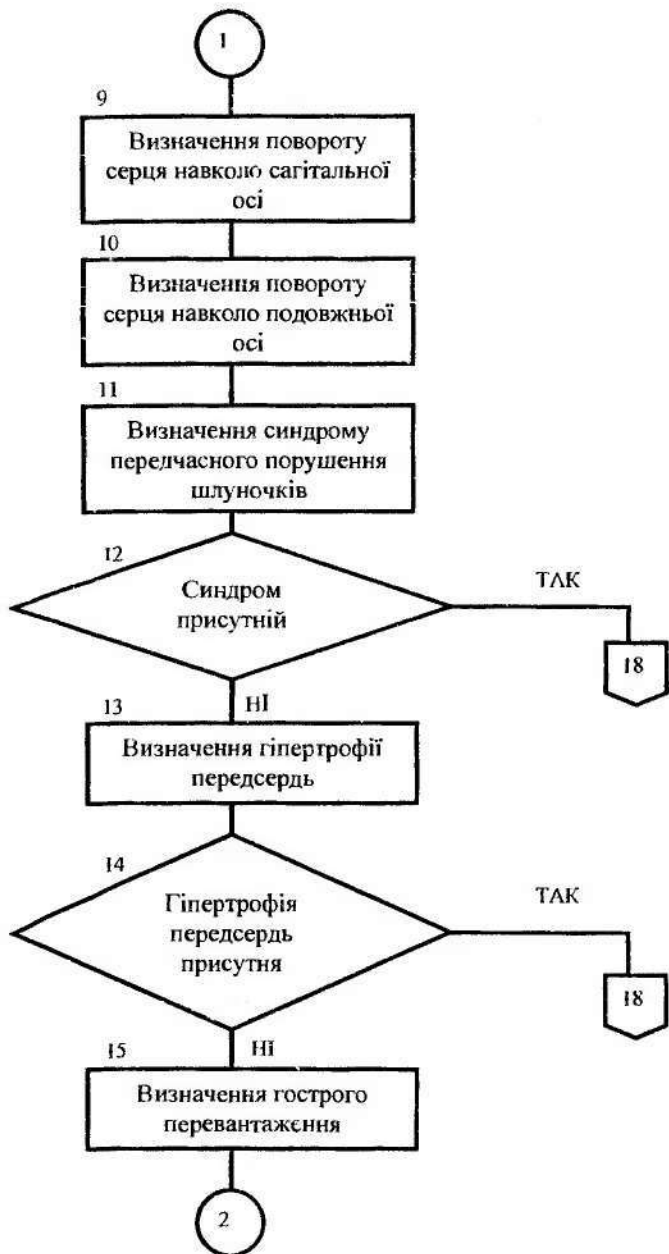 1
9
Визначення повороту
серця навколо сагітальної
осі
10
Визначення повороту
серця навколо подовжньої
осі
11
Визначення синдрому
передчасного порушення
шлуночків
12
Синдром
присутній
ТАК
18
НІ
13
Визначення гіпертрофії
передсердь
14
Гіпертрофія
передсердь
присутня
ТАК
18
НІ
15
Визначення гострого
перевантаження
2